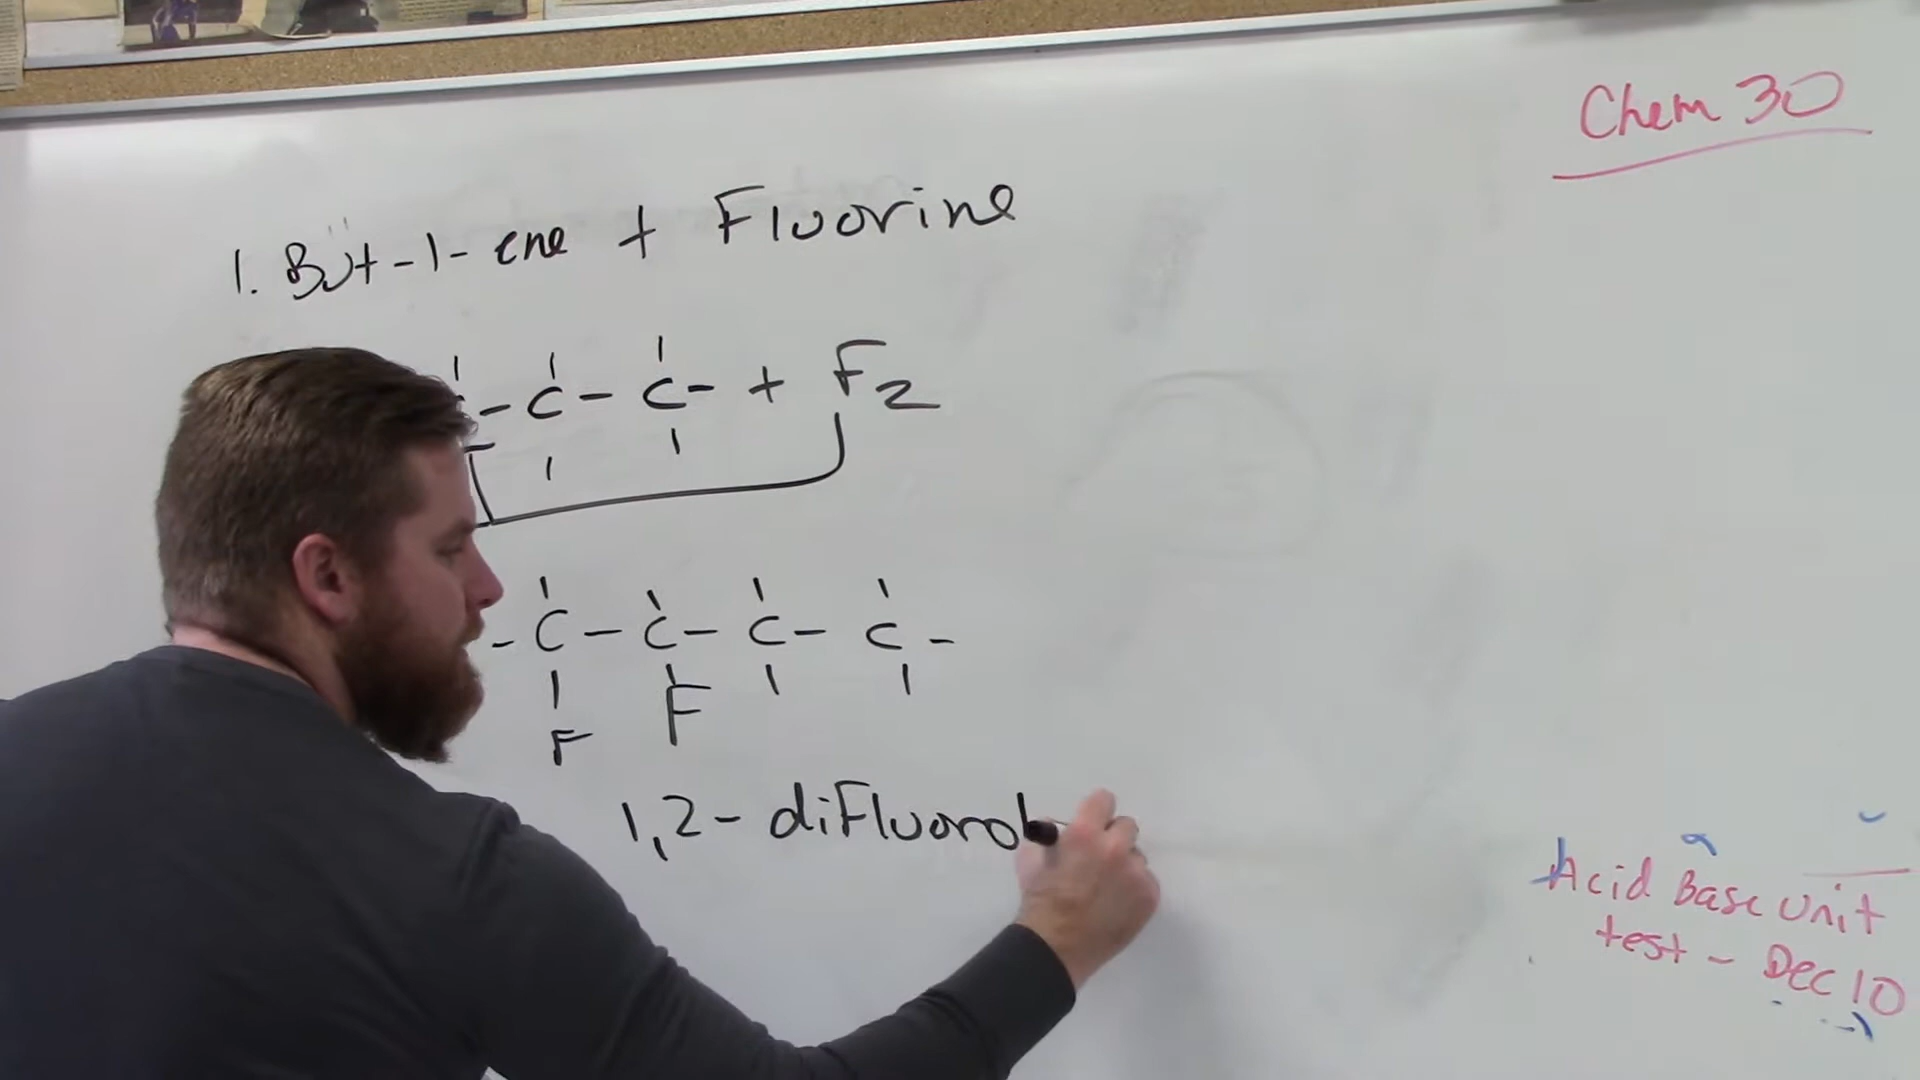 Chem 30
1. But-1-ene + Fluorine
- C - C - + F2
- C - C - C - C -
F F
1,2- diFluorob
Acid Base Unit
test - Dec 10